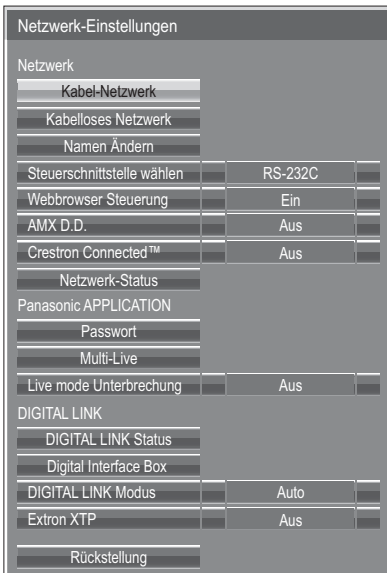 Netzwerk-Einstellungen
Netzwerk
Kabel-Netzwerk
Kabelloses Netzwerk
Namen Ändern
Steuerschnittstelle wählen RS-232C
Webbrowser Steuerung Ein
AMX D.D. Aus
Crestron Connected™ Aus
Netzwerk-Status
Panasonic APPLICATION
Passwort
Multi-Live
Live mode Unterbrechung Aus
DIGITAL LINK
DIGITAL LINK Status
Digital Interface Box
DIGITAL LINK Modus Auto
Extron XTP Aus
Rückstellung